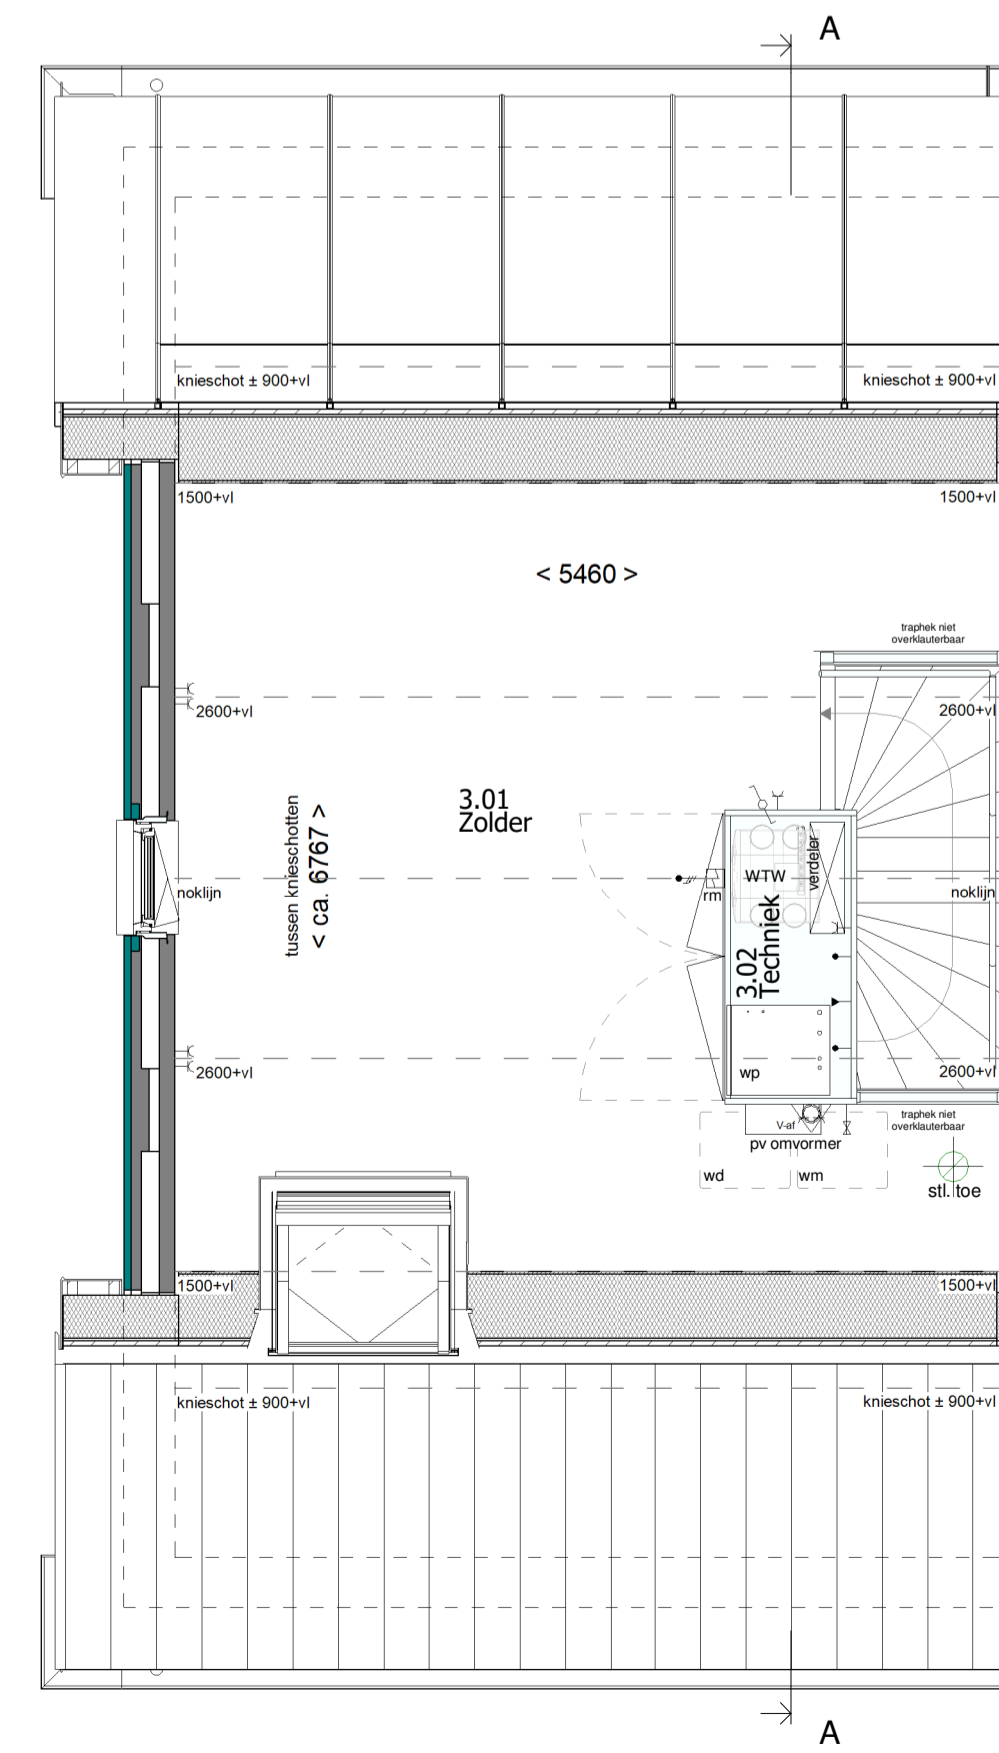 A
knieschot ± 900+vl
knieschot ± 900+vl
1500+vl
1500+vl
< 5460 >
traphek niet
overklauterbaar
2600+vl
2600+vl
3.01
Zolder
tussen knieschotten
< ca. 6767 >
noklijn
noklijn
rm
WTW
verdeler
3.02
Techniek
2600+vl
2600+vl
wp
V-af
pv omvormer
wd
wm
traphek niet
overklauterbaar
stl. toe
1500+vl
1500+vl
knieschot ± 900+vl
knieschot ± 900+vl
A